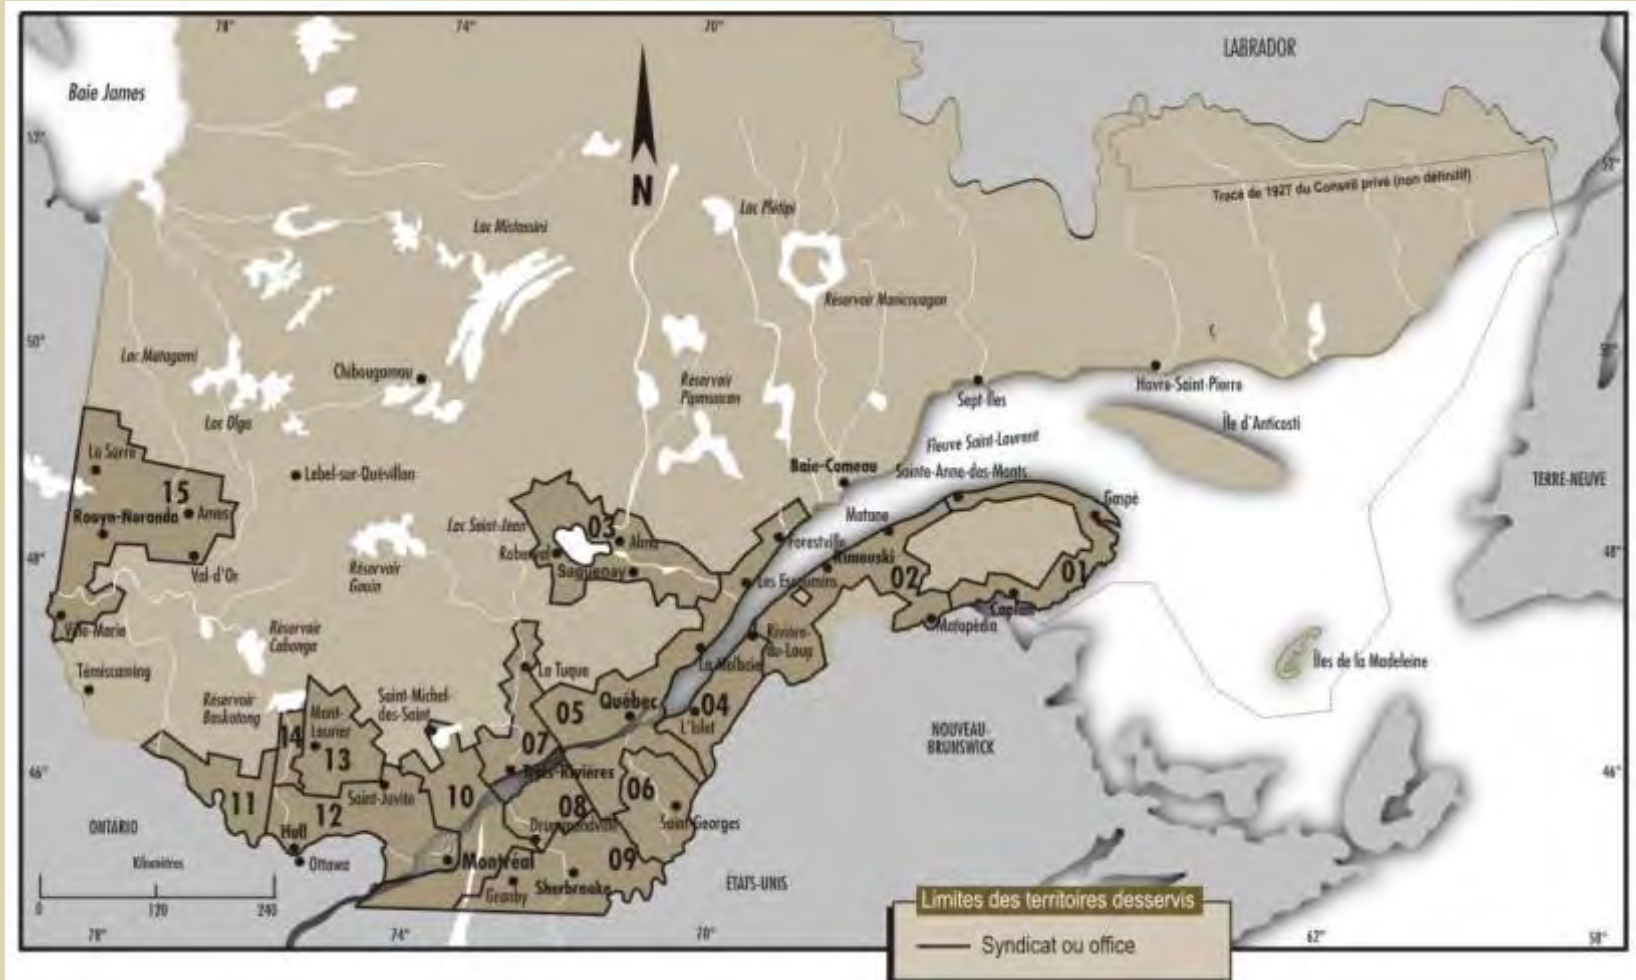 78°
74°
70°
LABRADOR
Baie James
52°
52°
N
Tracé de 1927 du Conseil privé (non définitif)
Lac Plétipi
Lac Mistassini
Réservoir Manicouagan
50°
50°
Lac Matagami
Chibougamau
Réservoir
Pipmuacan
Sept-Îles
Havre-Saint-Pierre
Île d'Anticosti
Lac Olga
Fleuve Saint-Laurent
La Sarre
Lebel-sur-Quévillon
Baie-Comeau
Sainte-Anne-des-Monts
TERRE-NEUVE
15
Rouyn-Noranda
Amos
Gaspé
Matane
Lac Saint-Jean
03
Alma
Roberval
Forestville
Rimouski
48°
48°
Val-d'Or
Réservoir
Gouin
Saguenay
Les Escoumins
02
01
Caplan
Matapédia
Ville-Marie
Réservoir
Cabonga
Rivière-
du-Loup
La Malbaie
Îles de la Madeleine
Témiscaming
La Tuque
Réservoir
Baskatong
Saint-Michel-
des-Saint
Québec
04
05
L'Islet
14
Mont-
Laurier
13
07
NOUVEAU-
BRUNSWICK
46°
46°
Trois-Rivières
11
12
Saint-Jovite
10
08
06
Drummondville
Saint-Georges
ONTARIO
Hull
Ottawa
Kilomètres
Montréal
09
Granby
Sherbrooke
ÉTATS-UNIS
0
120
240
78°
74°
70°
62°
58°
Limites des territoires desservis
Syndicat ou office